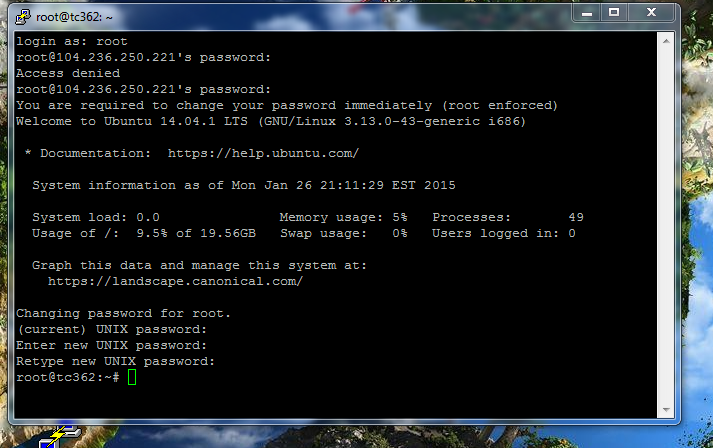 root@tc362: ~
login as: root
root@104.236.250.221's password:
Access denied
root@104.236.250.221's password:
You are required to change your password immediately (root enforced)
Welcome to Ubuntu 14.04.1 LTS (GNU/Linux 3.13.0-43-generic i686)
* Documentation:  https://help.ubuntu.com/
System information as of Mon Jan 26 21:11:29 EST 2015
System load: 0.0               Memory usage: 5%   Processes:       49
Usage of /:  9.5% of 19.56GB   Swap usage:   0%   Users logged in: 0
Graph this data and manage this system at:
https://landscape.canonical.com/
Changing password for root.
(current) UNIX password:
Enter new UNIX password:
Retype new UNIX password:
root@tc362:~#